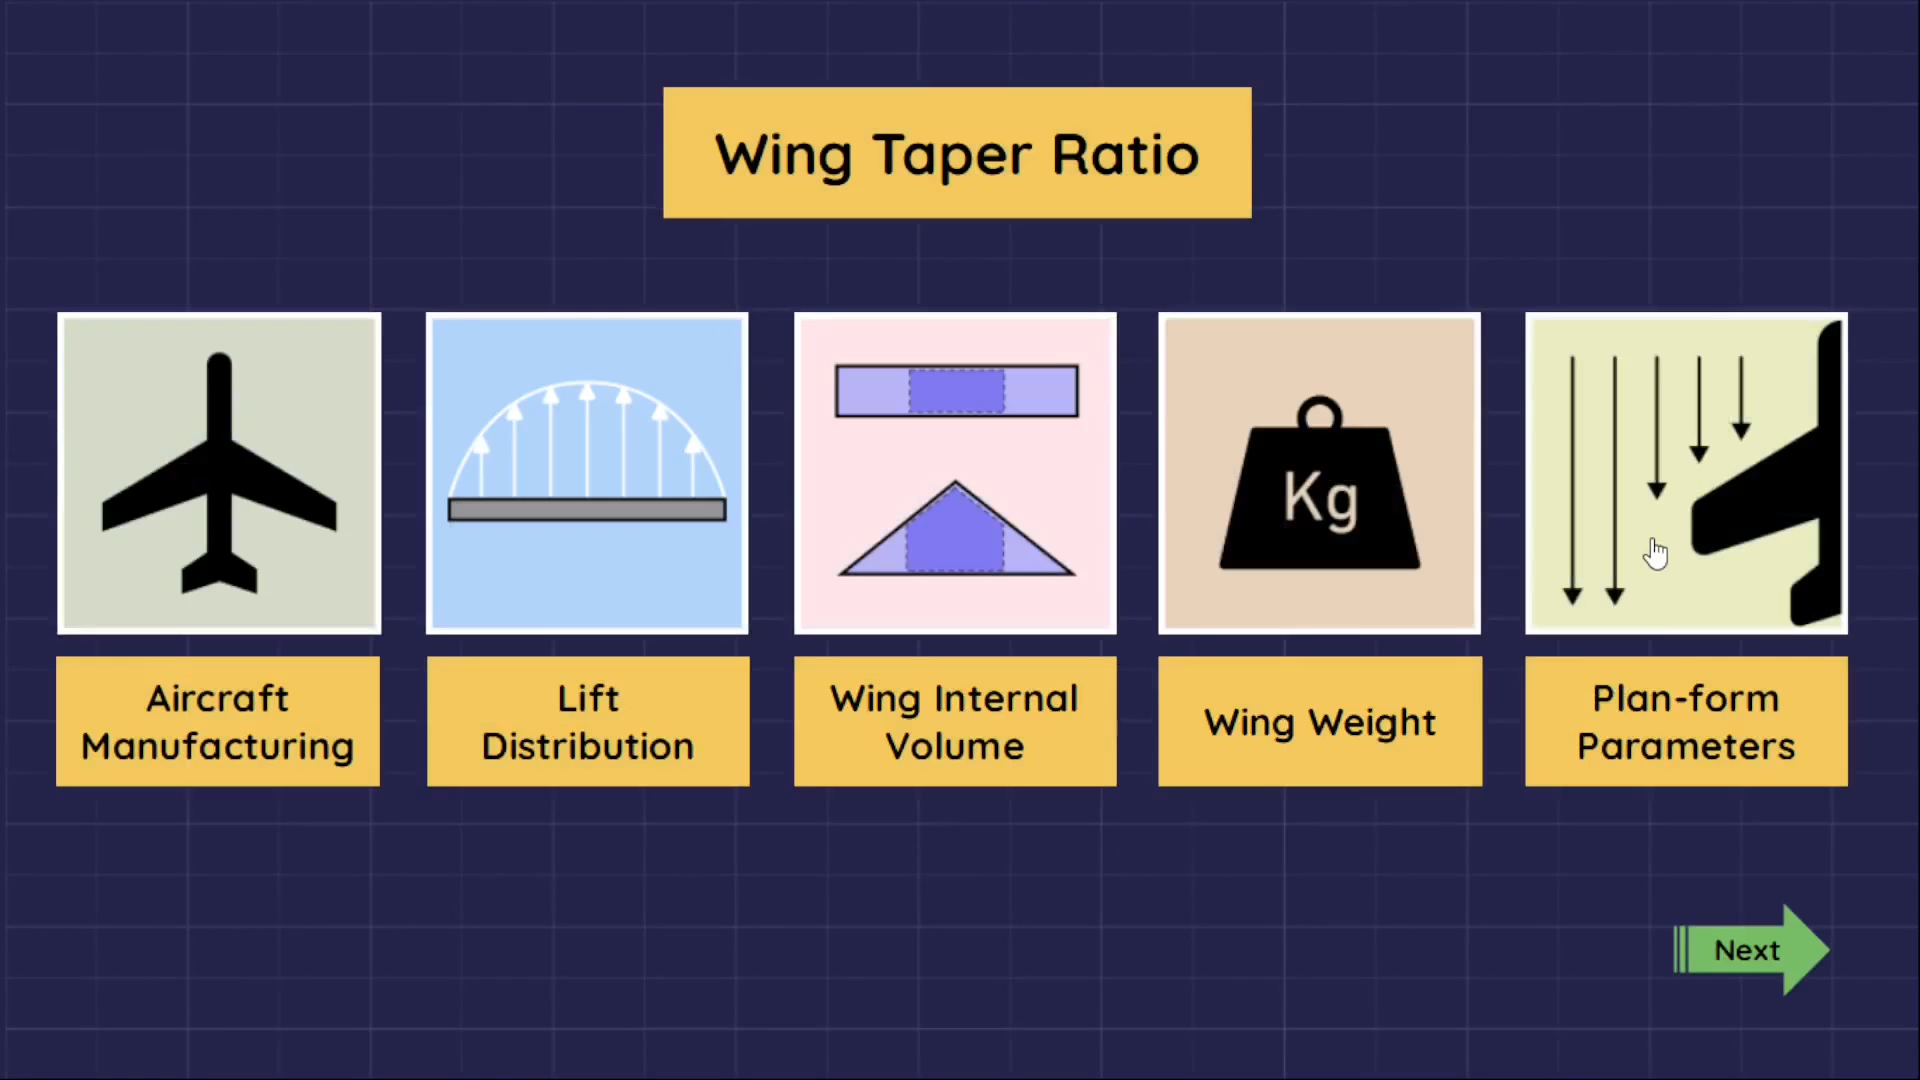 Wing Taper Ratio
Kg
Aircraft
Manufacturing
Lift
Distribution
Wing Internal
Volume
Wing Weight
Plan-form
Parameters
Next